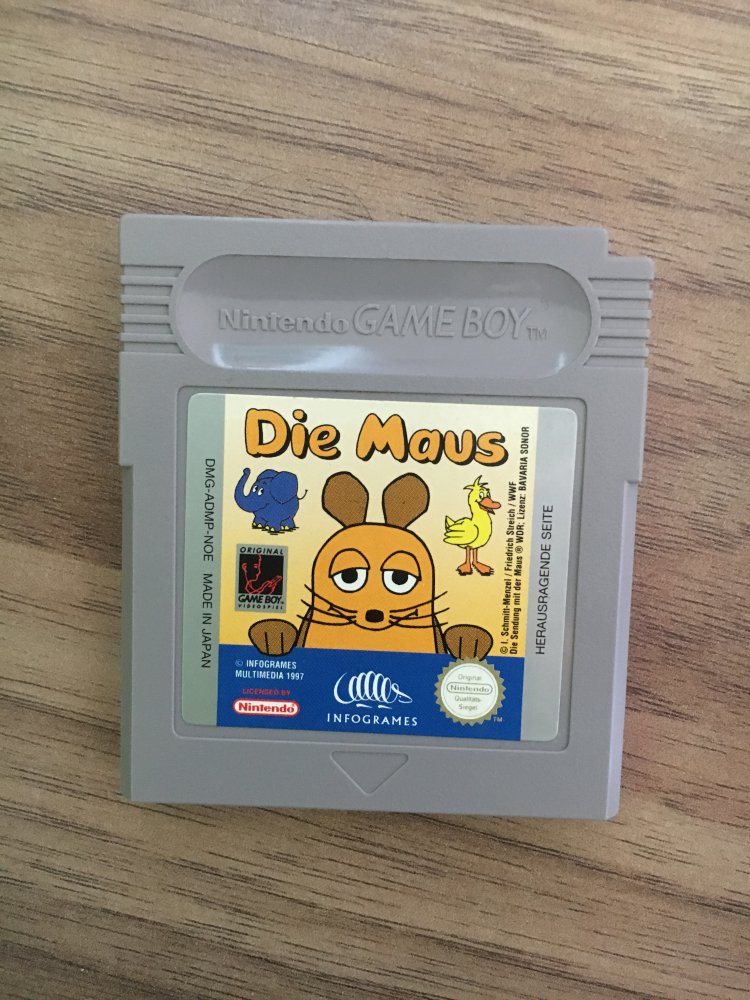 Nintendo GAME BOY TM
Die Maus
DMG-ADMP-NOE MADE IN JAPAN
ORIGINAL
GAME BOY
VIDEOSPIEL
© I. Schmitt-Menzel / Friedrich Streich / WWF
Die Sendung mit der Maus ® WDR; Lizenz: BAVARIA SONOR
HERAUSRAGENDE SEITE
© INFOGRAMES
MULTIMEDIA 1997
LICENSED BY
Nintendo
INFOGRAMES
Original
Nintendo
Qualitäts-
Siegel
TM